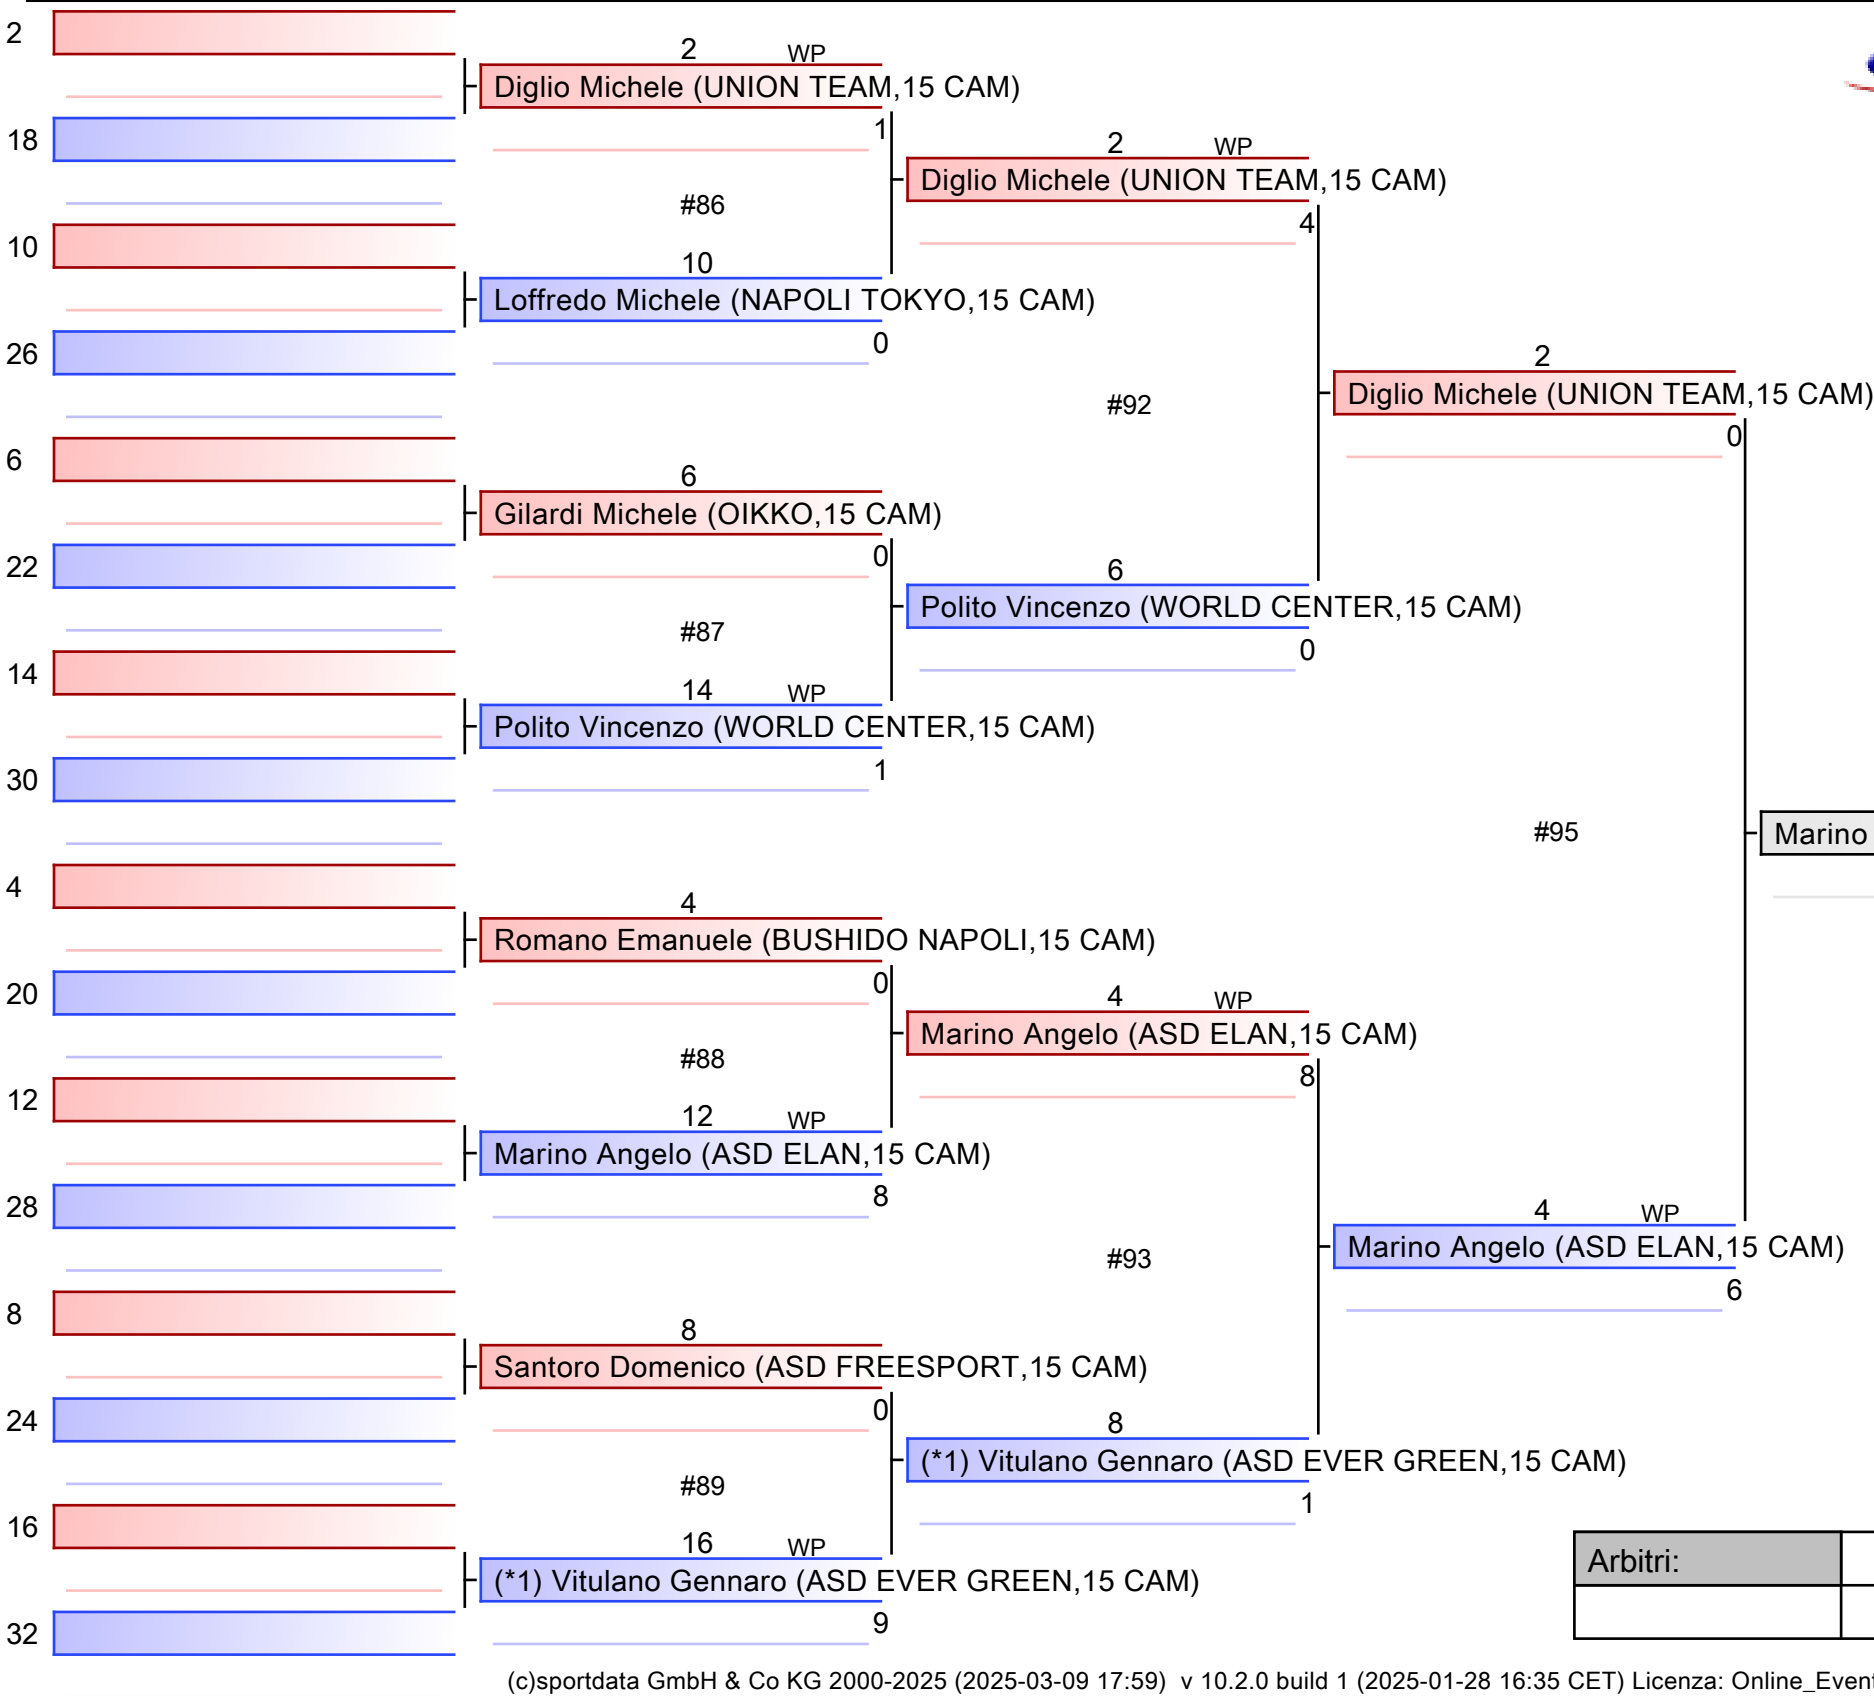 2
2 WP
Diglio Michele (UNION TEAM,15 CAM)
1
18
2 WP
Diglio Michele (UNION TEAM,15 CAM)
4
#86
10
10
Loffredo Michele (NAPOLI TOKYO,15 CAM)
0
26
2
Diglio Michele (UNION TEAM,15 CAM)
0
#92
6
6
Gilardi Michele (OIKKO,15 CAM)
0
22
6
Polito Vincenzo (WORLD CENTER,15 CAM)
0
#87
14
14 WP
Polito Vincenzo (WORLD CENTER,15 CAM)
1
30
#95
Marino
4
4
Romano Emanuele (BUSHIDO NAPOLI,15 CAM)
0
20
4 WP
Marino Angelo (ASD ELAN,15 CAM)
8
#88
12
12 WP
Marino Angelo (ASD ELAN,15 CAM)
8
28
4 WP
Marino Angelo (ASD ELAN,15 CAM)
6
#93
8
8
Santoro Domenico (ASD FREESPORT,15 CAM)
0
24
8
(*1) Vitulano Gennaro (ASD EVER GREEN,15 CAM)
1
#89
16
16 WP
(*1) Vitulano Gennaro (ASD EVER GREEN,15 CAM)
9
32
Arbitri:
(c)sportdata GmbH & Co KG 2000-2025 (2025-03-09 17:59) v 10.2.0 build 1 (2025-01-28 16:35 CET) Licenza: Online_Even